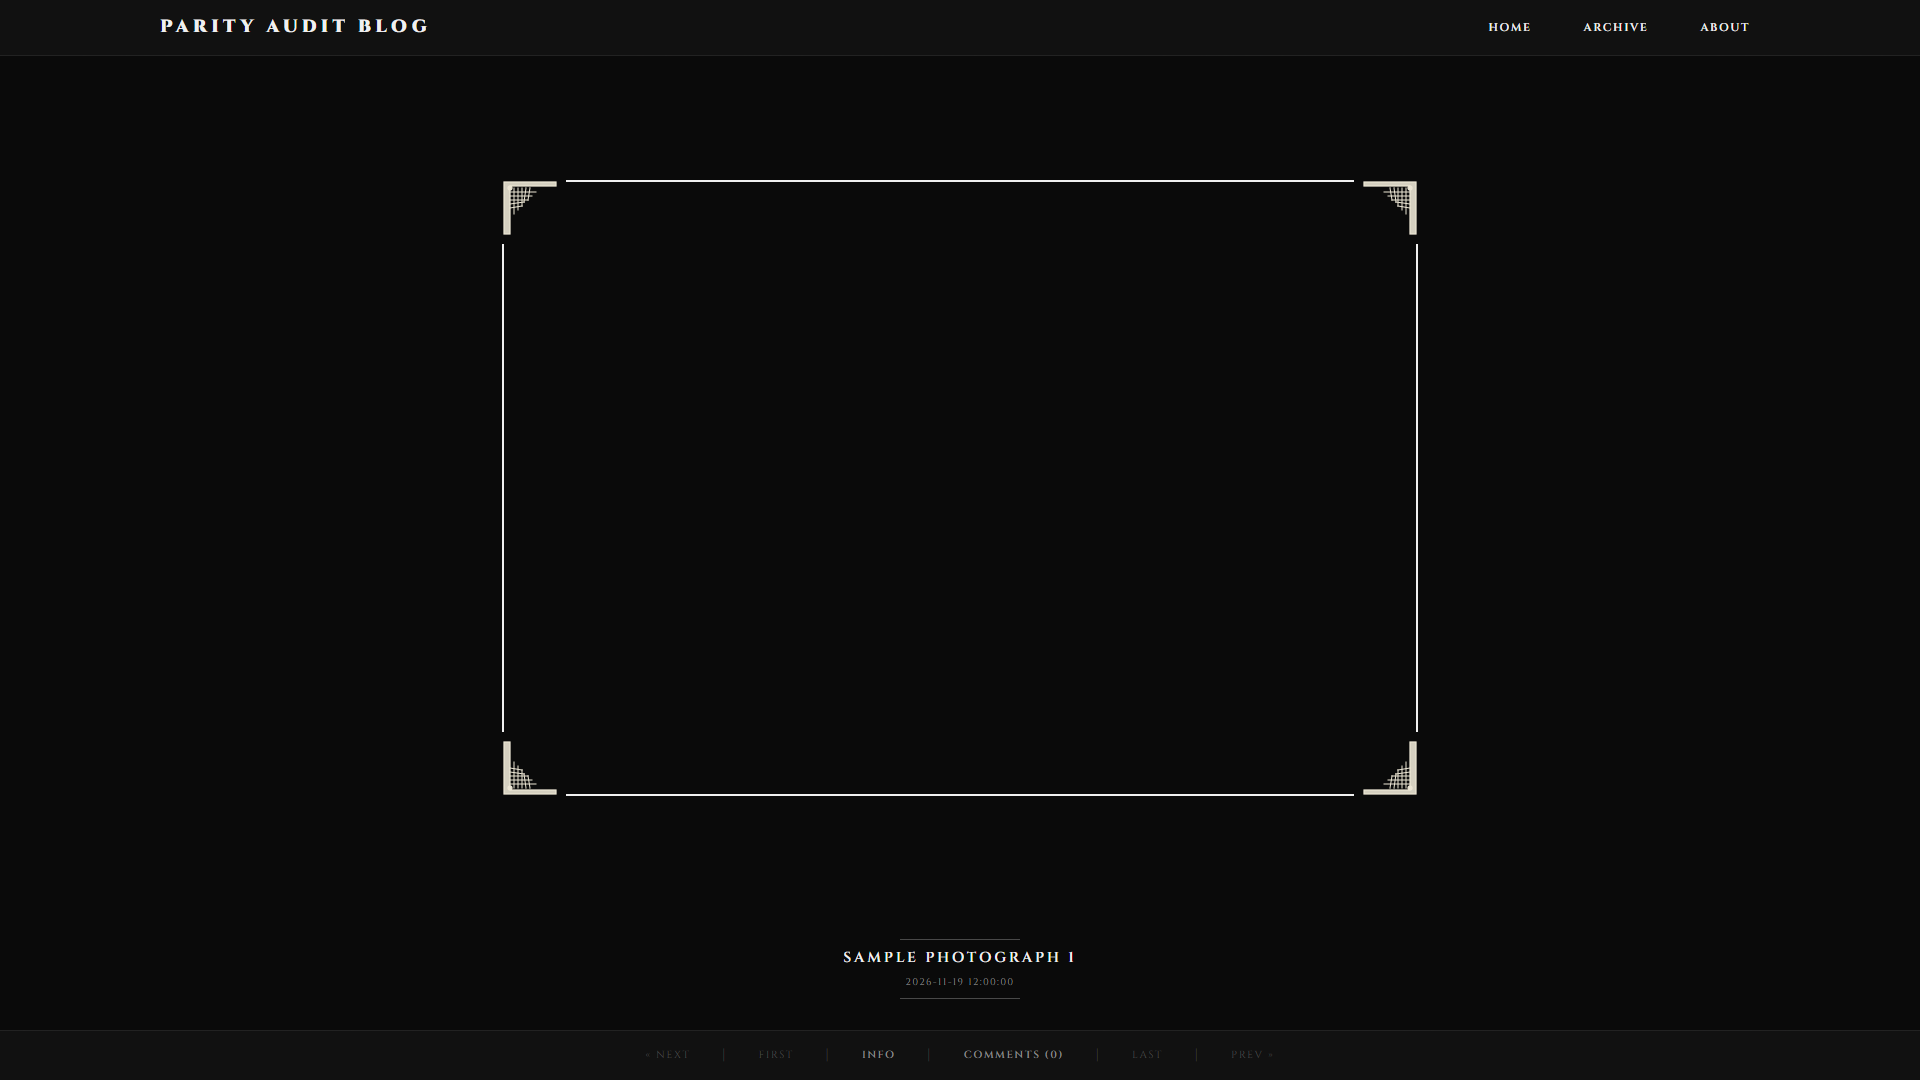 PARITY AUDIT BLOG
HOME
ARCHIVE
ABOUT
SAMPLE PHOTOGRAPH 1
2026-11-19 12:00:00
« NEXT
FIRST
INFO
COMMENTS (0)
LAST
PREV »